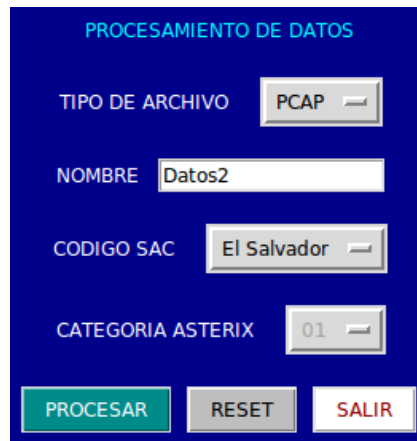 PROCESAMIENTO DE DATOS
TIPO DE ARCHIVO PCAP
NOMBRE Datos2
CODIGO SAC El Salvador
CATEGORIA ASTERIX 01
PROCESAR RESET SALIR